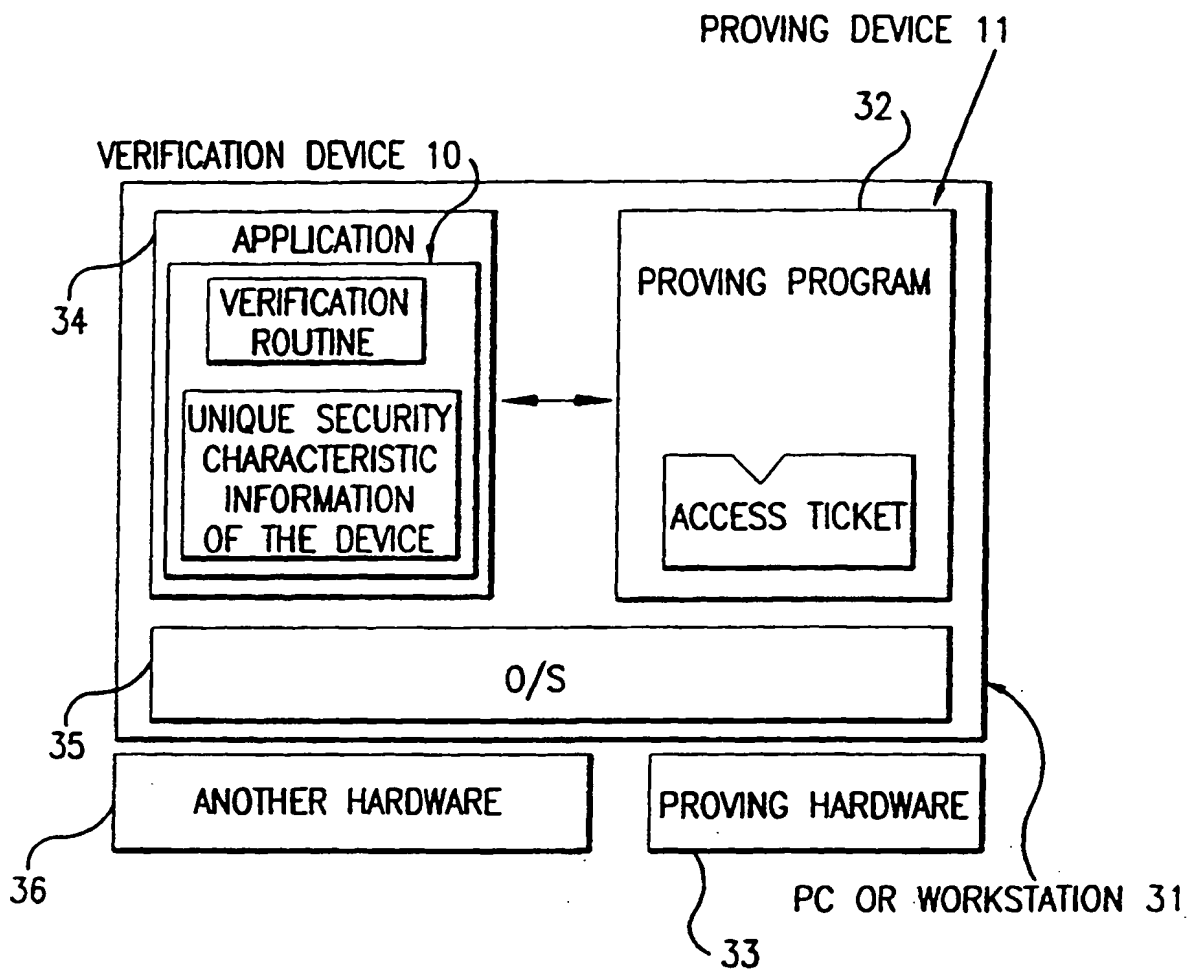 PROVING DEVICE 11
32
VERIFICATION DEVICE 10
APPLICATION
VERIFICATION
ROUTINE
UNIQUE SECURITY
CHARACTERISTIC
INFORMATION
OF THE DEVICE
34
PROVING PROGRAM
ACCESS TICKET
O/S
35
ANOTHER HARDWARE
PROVING HARDWARE
36
PC OR WORKSTATION 31
33